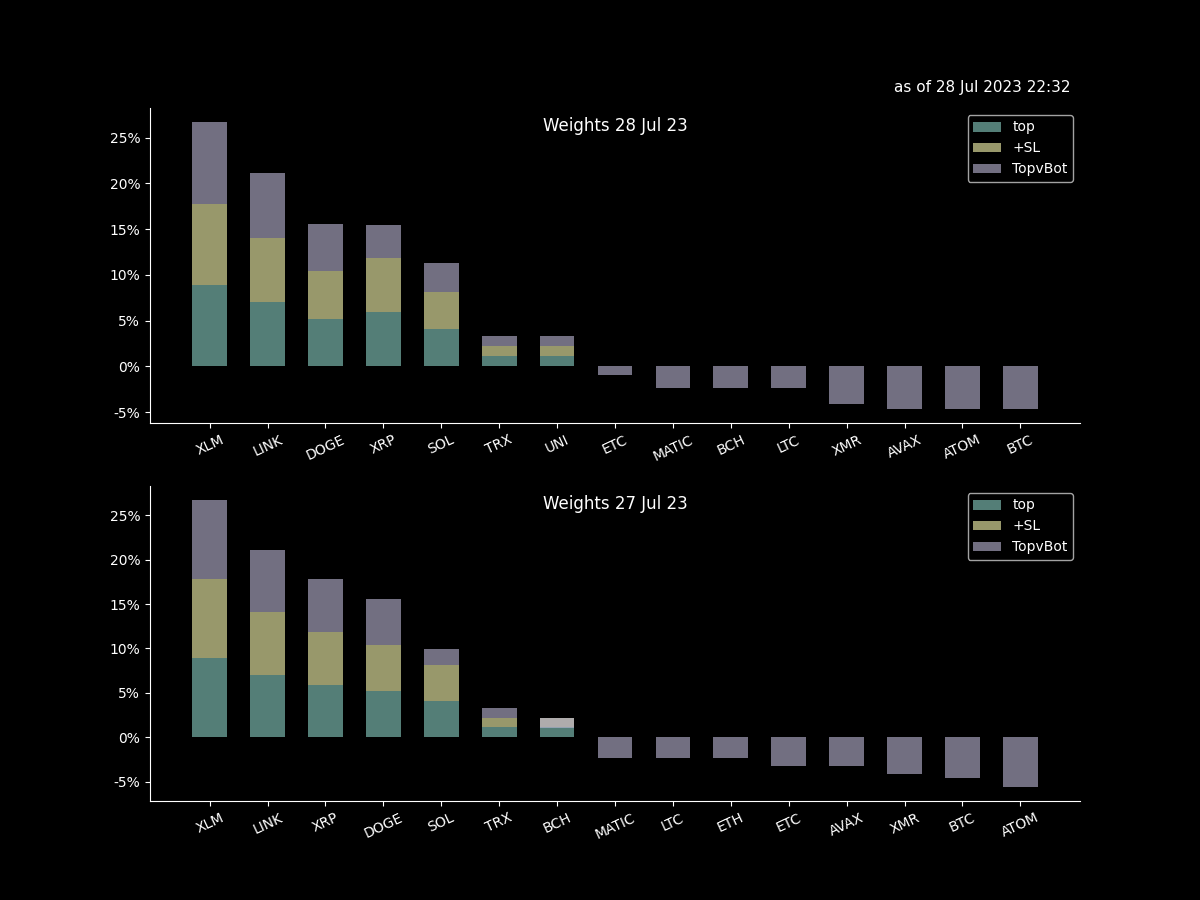 as of 28 Jul 2023 22:32
Weights 28 Jul 23
top
+SL
TopvBot
25%
20%
15%
10%
5%
0%
-5%
XLM LINK DOGE XRP SOL TRX UNI ETC MATIC BCH LTC XMR AVAX ATOM BTC
Weights 27 Jul 23
top
+SL
TopvBot
25%
20%
15%
10%
5%
0%
-5%
XLM LINK XRP DOGE SOL TRX BCH MATIC LTC ETH ETC AVAX XMR BTC ATOM